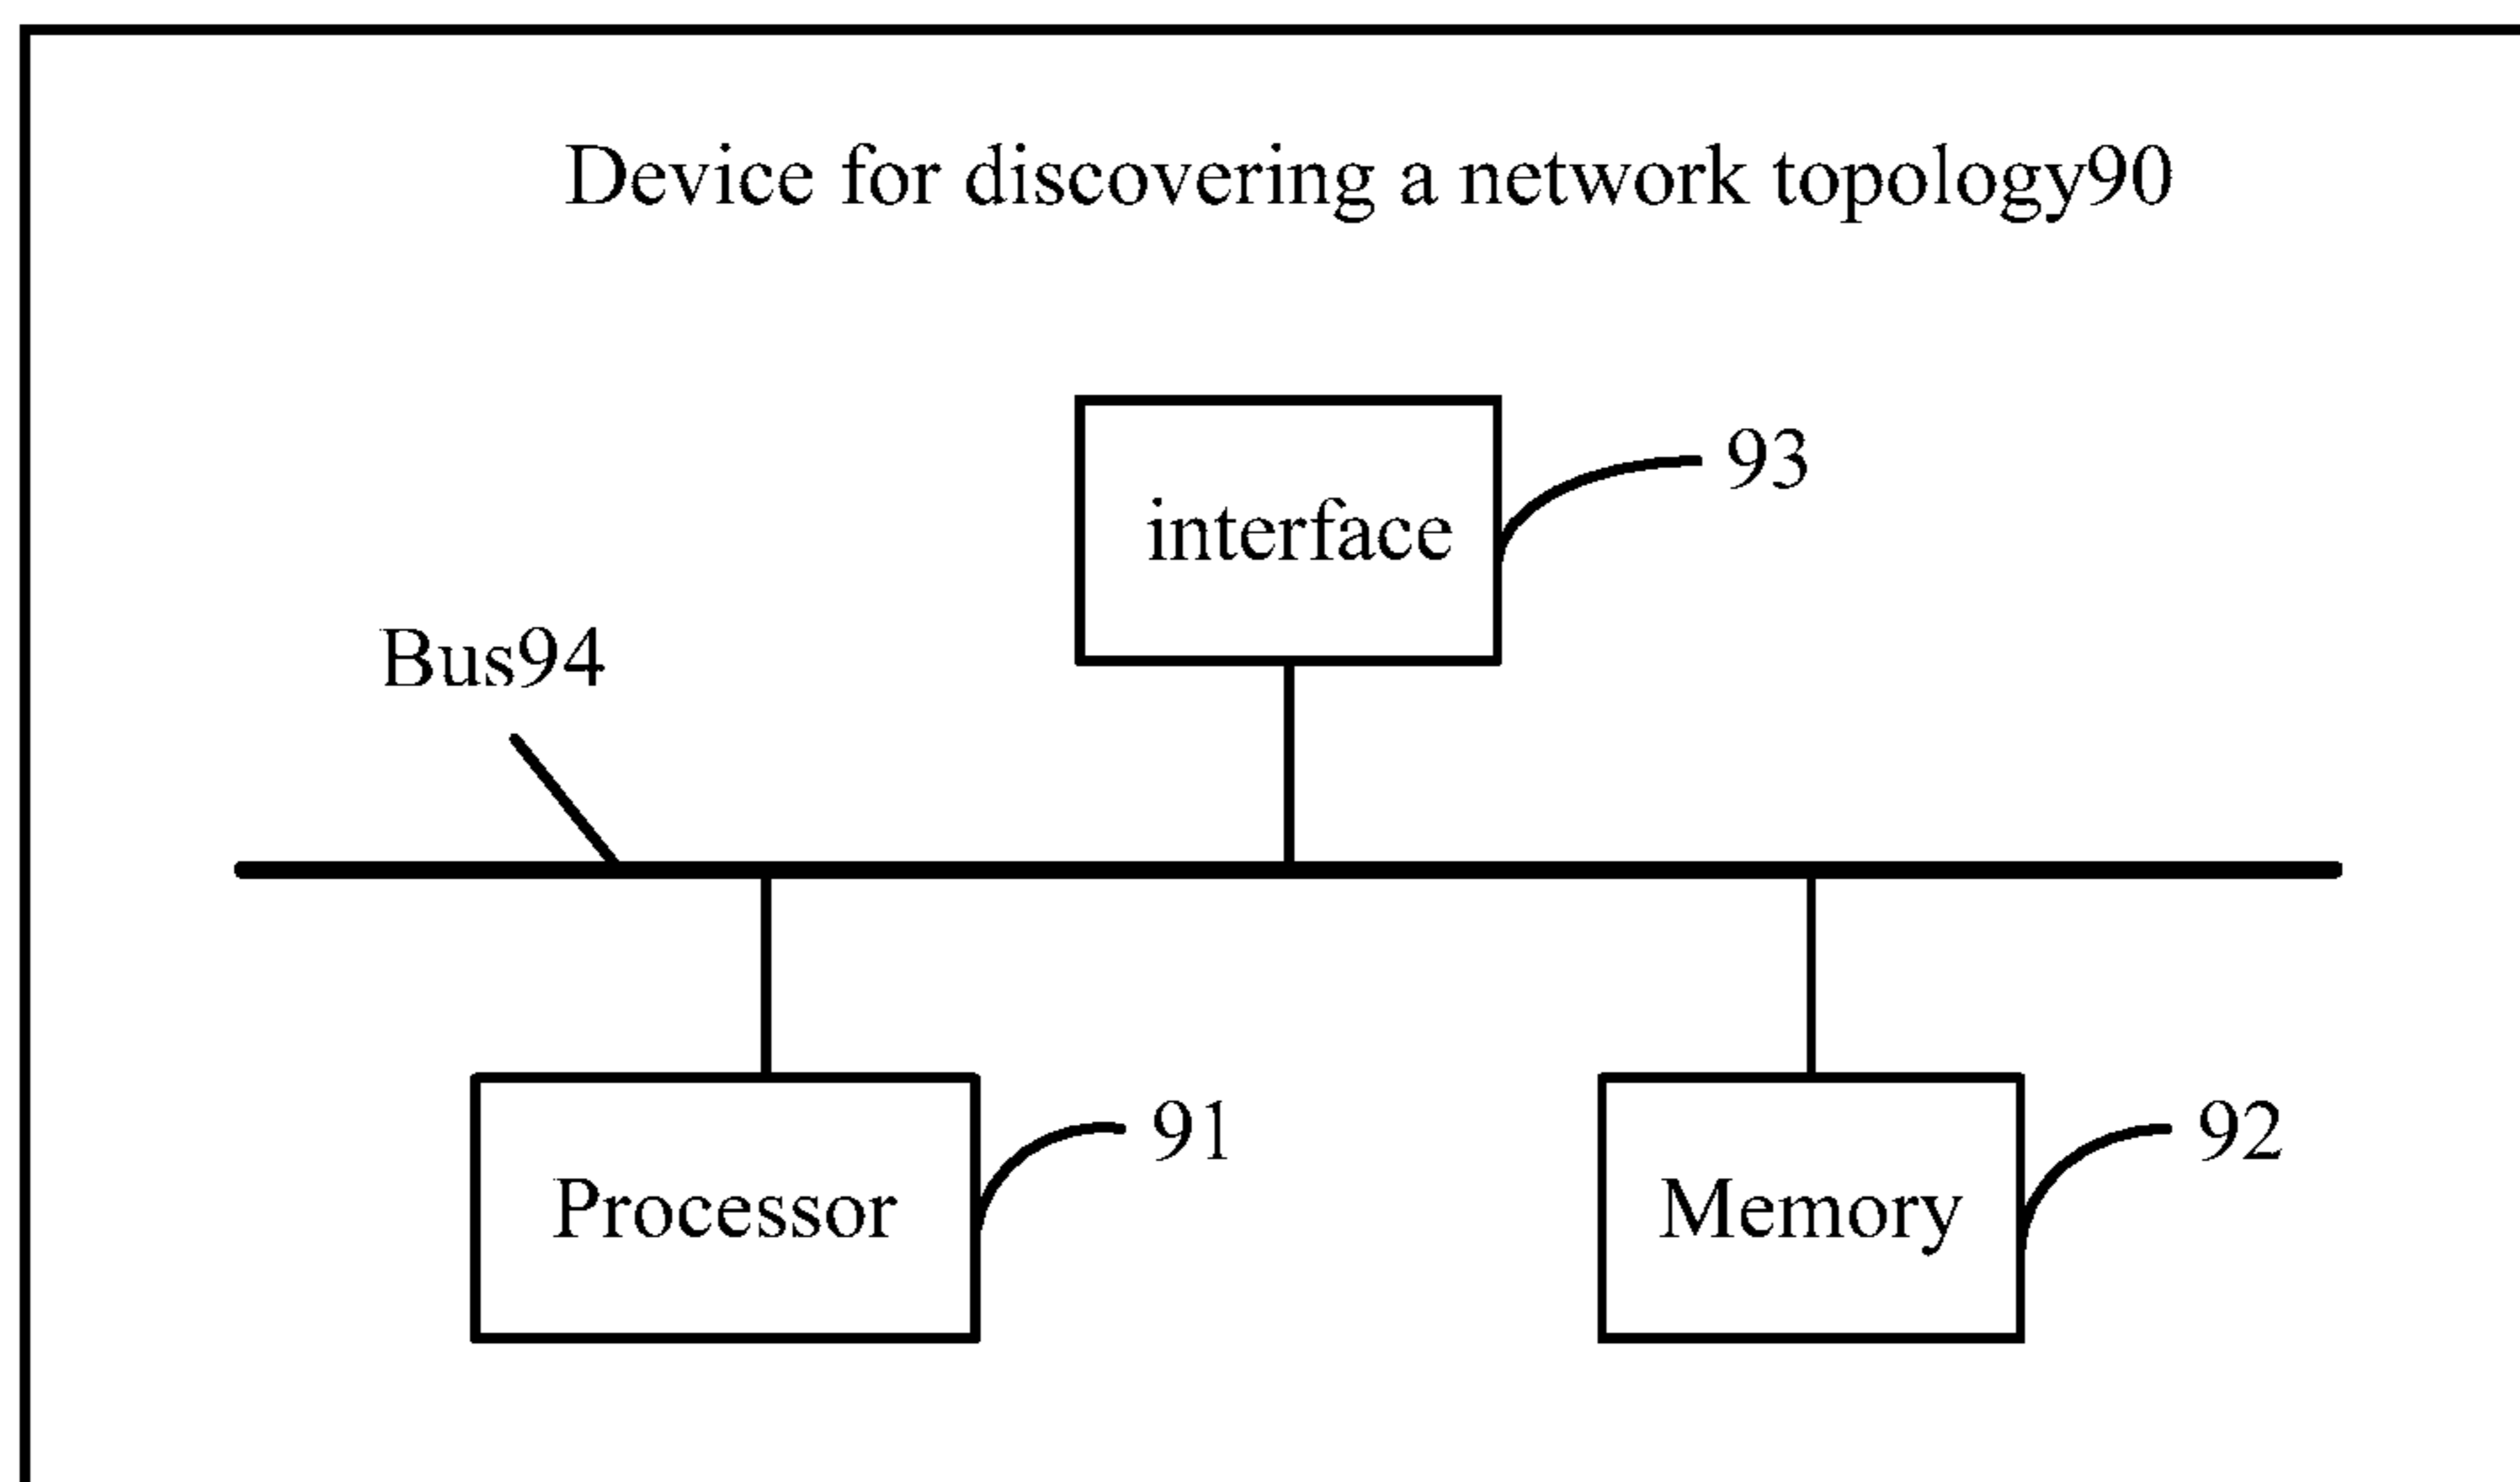 Device for discovering a network topology90
93
interface
Bus94
91
92
Processor
Memory